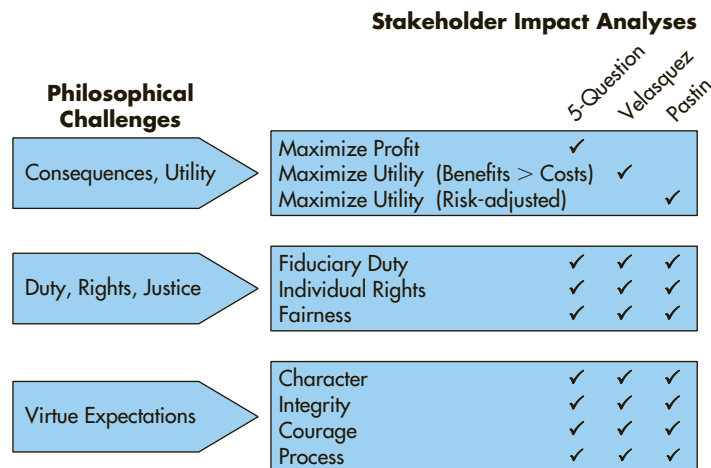 Stakeholder Impact Analyses
5-Question
Velasquez
Pastin
Philosophical
Challenges
Consequences, Utility
Maximize Profit ✓
Maximize Utility (Benefits > Costs) ✓
Maximize Utility (Risk-adjusted) ✓
Duty, Rights, Justice
Fiduciary Duty ✓ ✓ ✓
Individual Rights ✓ ✓ ✓
Fairness ✓ ✓ ✓
Virtue Expectations
Character ✓ ✓ ✓
Integrity ✓ ✓ ✓
Courage ✓ ✓ ✓
Process ✓ ✓ ✓